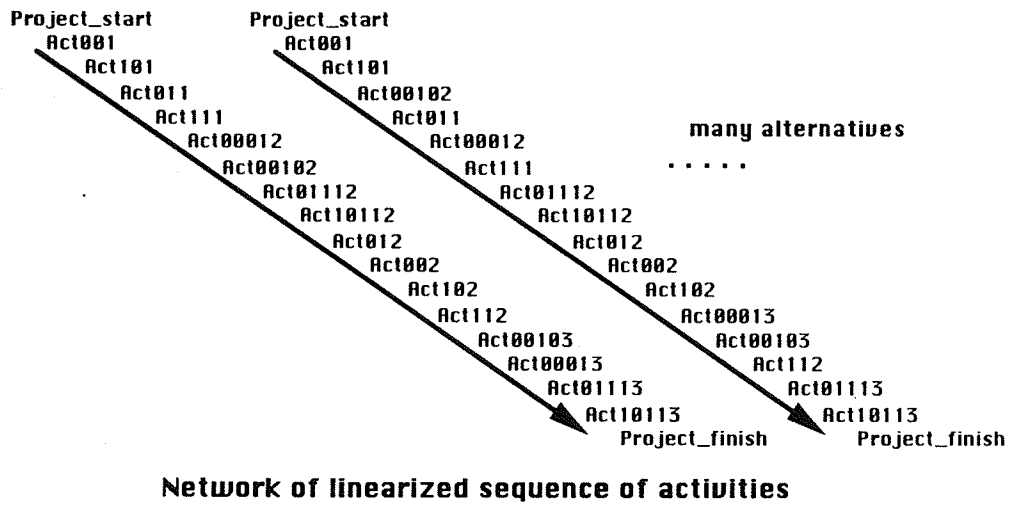 Project_start
Act001
Act101
Act011
Act111
Act00012
Act00102
Act01112
Act10112
Act012
Act002
Act102
Act112
Act00103
Act00013
Act01113
Act10113
Project_finish
Project_start
Act001
Act101
Act00102
Act011
Act00012
Act111
Act01112
Act10112
Act012
Act002
Act102
Act00013
Act00103
Act112
Act01113
Act10113
Project_finish
many alternatives
. . . . .
Network of linearized sequence of activities